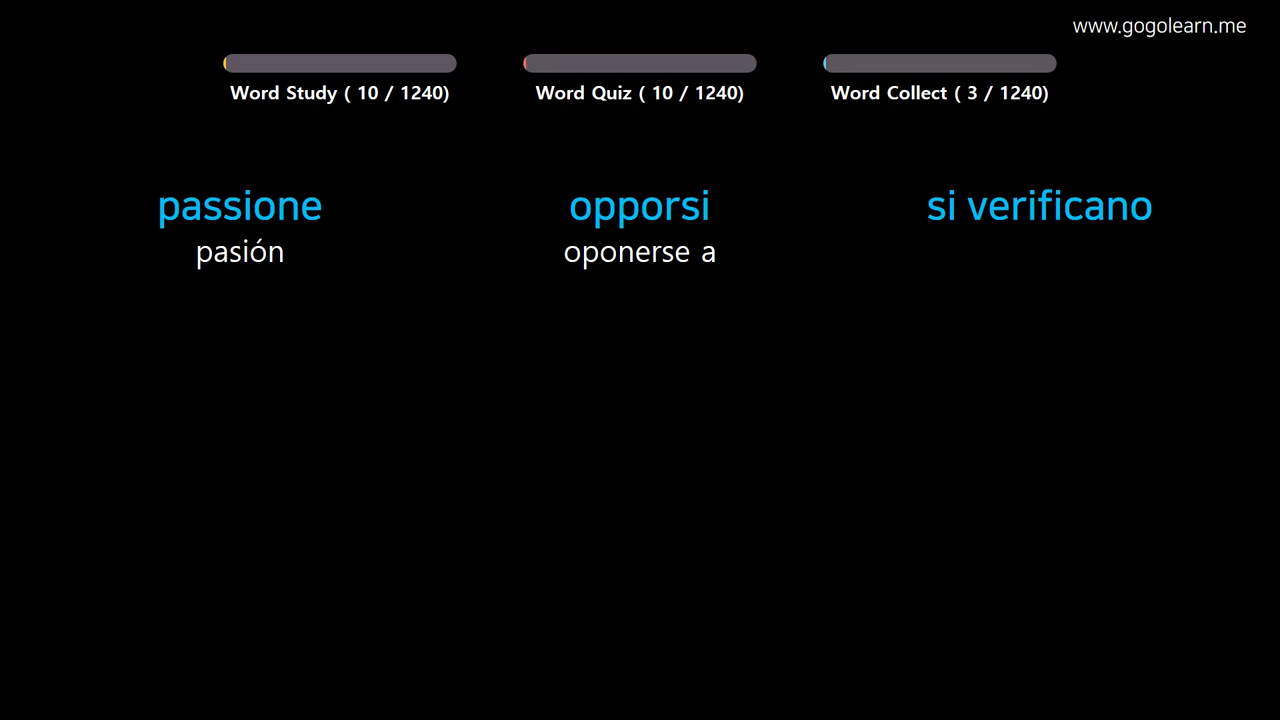 www.gogolearn.me
Word Study ( 10 / 1240)
Word Quiz ( 10 / 1240)
Word Collect ( 3 / 1240)
passione
pasión
opporsi
oponerse a
si verificano